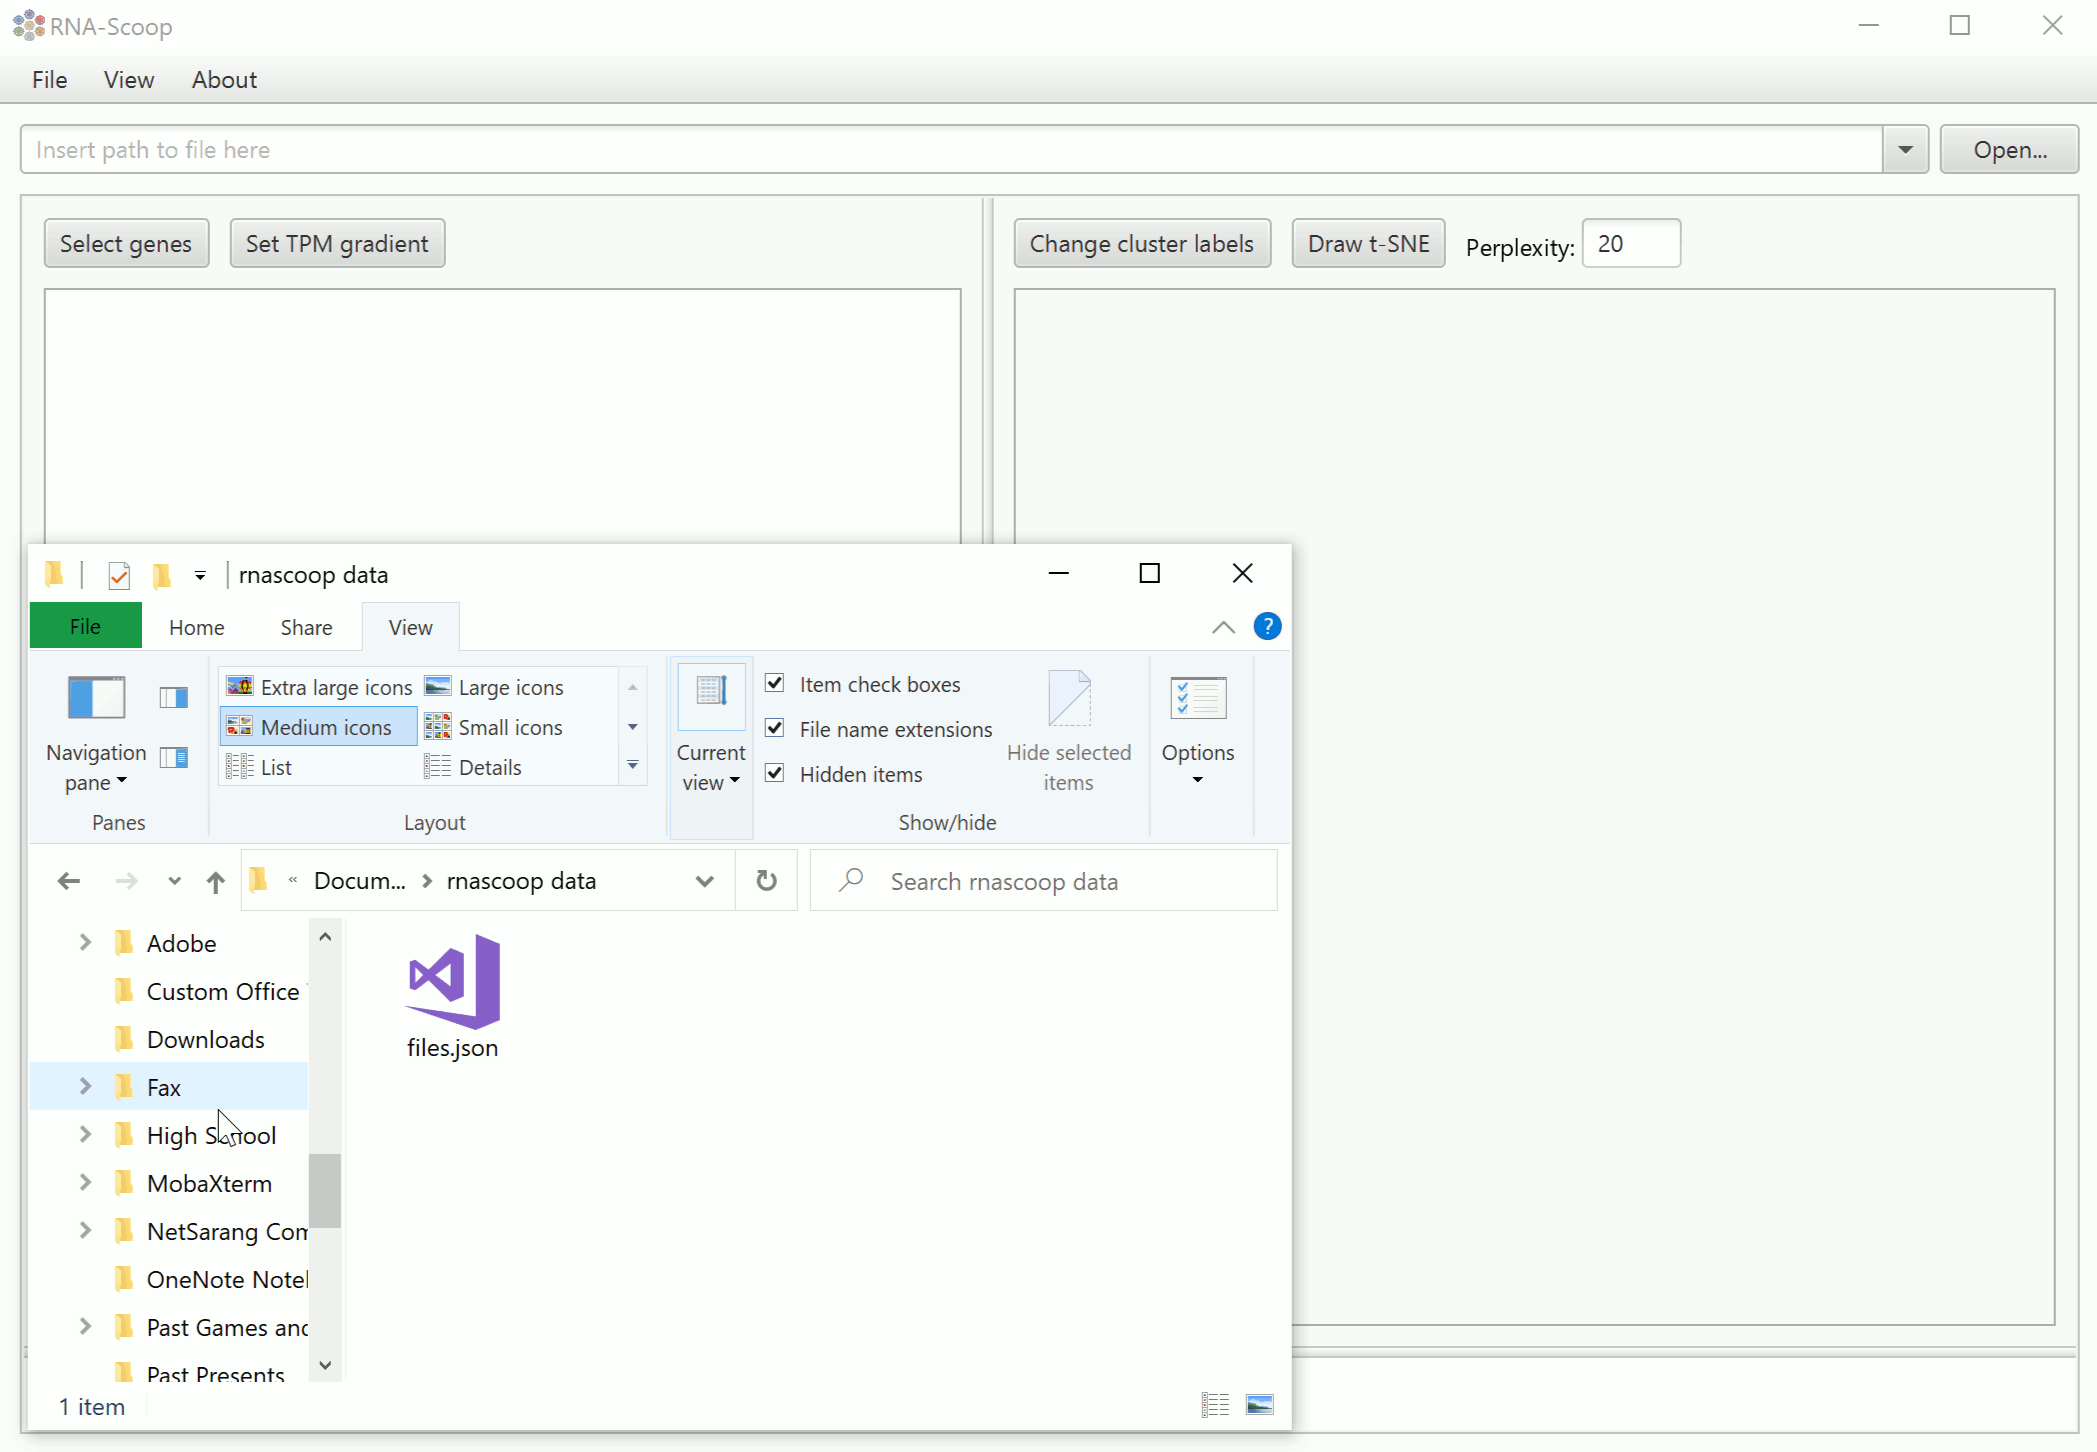 RNA-Scoop
File View About
Insert path to file here
Open...
Select genes Set TPM gradient
Change cluster labels Draw t-SNE Perplexity: 20
rnascoop data
File Home Share View
?
Navigation pane
Panes
Extra large icons Large icons
Medium icons Small icons
List Details
Layout
Current view
Item check boxes
File name extensions
Hidden items
Hide selected items
Show/hide
Options
« Docum... rnascoop data
Search rnascoop data
Adobe
Custom Office
Downloads
Fax
High School
MobaXterm
NetSarang Com
OneNote Note
Past Games and
Past Presents
files.json
1 item